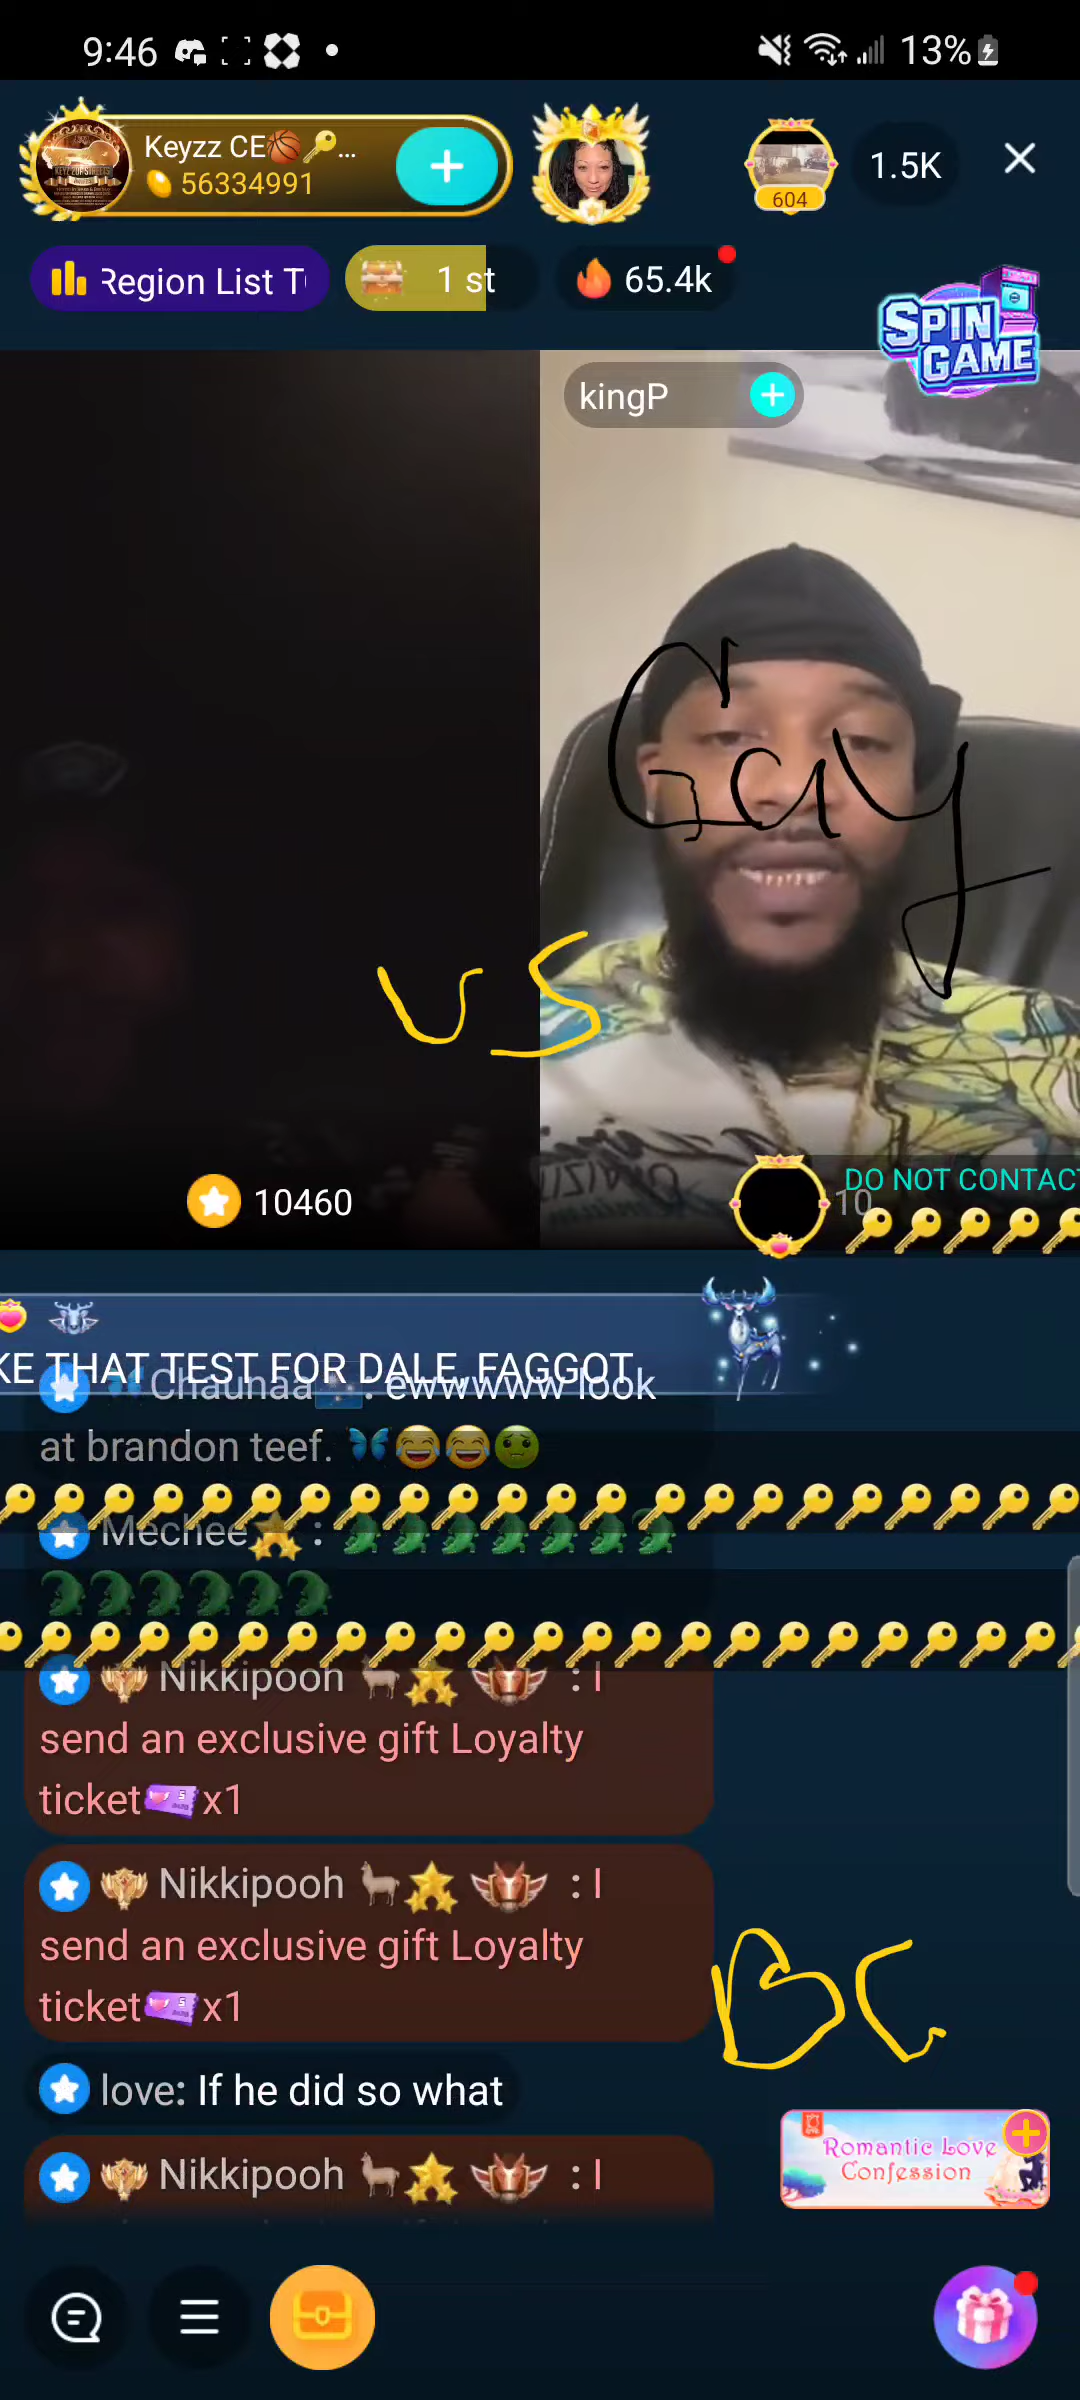 9:46 13%
Keyzz CE🏀🔑...
56334991
604
1.5K
Region List T
1 st
65.4k
SPIN
GAME
kingP
Gay
VS
10460
10
DO NOT CONTACT
🔑🔑🔑🔑🔑
KE THAT TEST FOR DALE, FAGGOT
Chaunaa: ewwwww look
at brandon teef. 🦋😂😂🤢
🔑🔑🔑🔑🔑🔑🔑🔑🔑🔑🔑🔑🔑🔑🔑🔑🔑🔑🔑🔑🔑🔑
Mechee: 🐊🐊🐊🐊🐊🐊🐊
🐊🐊🐊🐊🐊🐊
🔑🔑🔑🔑🔑🔑🔑🔑🔑🔑🔑🔑🔑🔑🔑🔑🔑🔑🔑🔑🔑🔑
Nikkipooh 🦙 : I
send an exclusive gift Loyalty
ticket x1
Nikkipooh 🦙 : I
send an exclusive gift Loyalty
ticket x1
BC
love: If he did so what
Romantic Love
Confession
Nikkipooh 🦙 : I